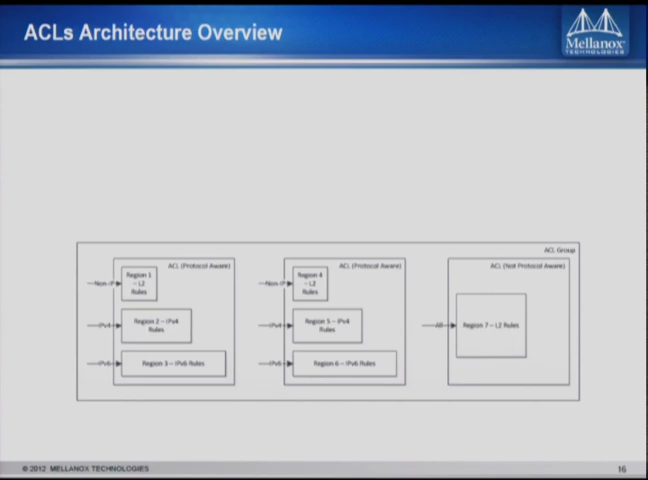 ACLs Architecture Overview
Mellanox
TECHNOLOGIES
ACL Group
ACL (Protocol Aware)
Non-IP
Region 1
– L2
Rules
IPv4
Region 2 – IPv4
Rules
IPv6
Region 3 – IPv6 Rules
ACL (Protocol Aware)
Non-IP
Region 4
– L2
Rules
IPv4
Region 5 – IPv4
Rules
IPv6
Region 6 – IPv6 Rules
ACL (Not Protocol Aware)
All
Region 7 – L2 Rules
© 2012 MELLANOX TECHNOLOGIES
16